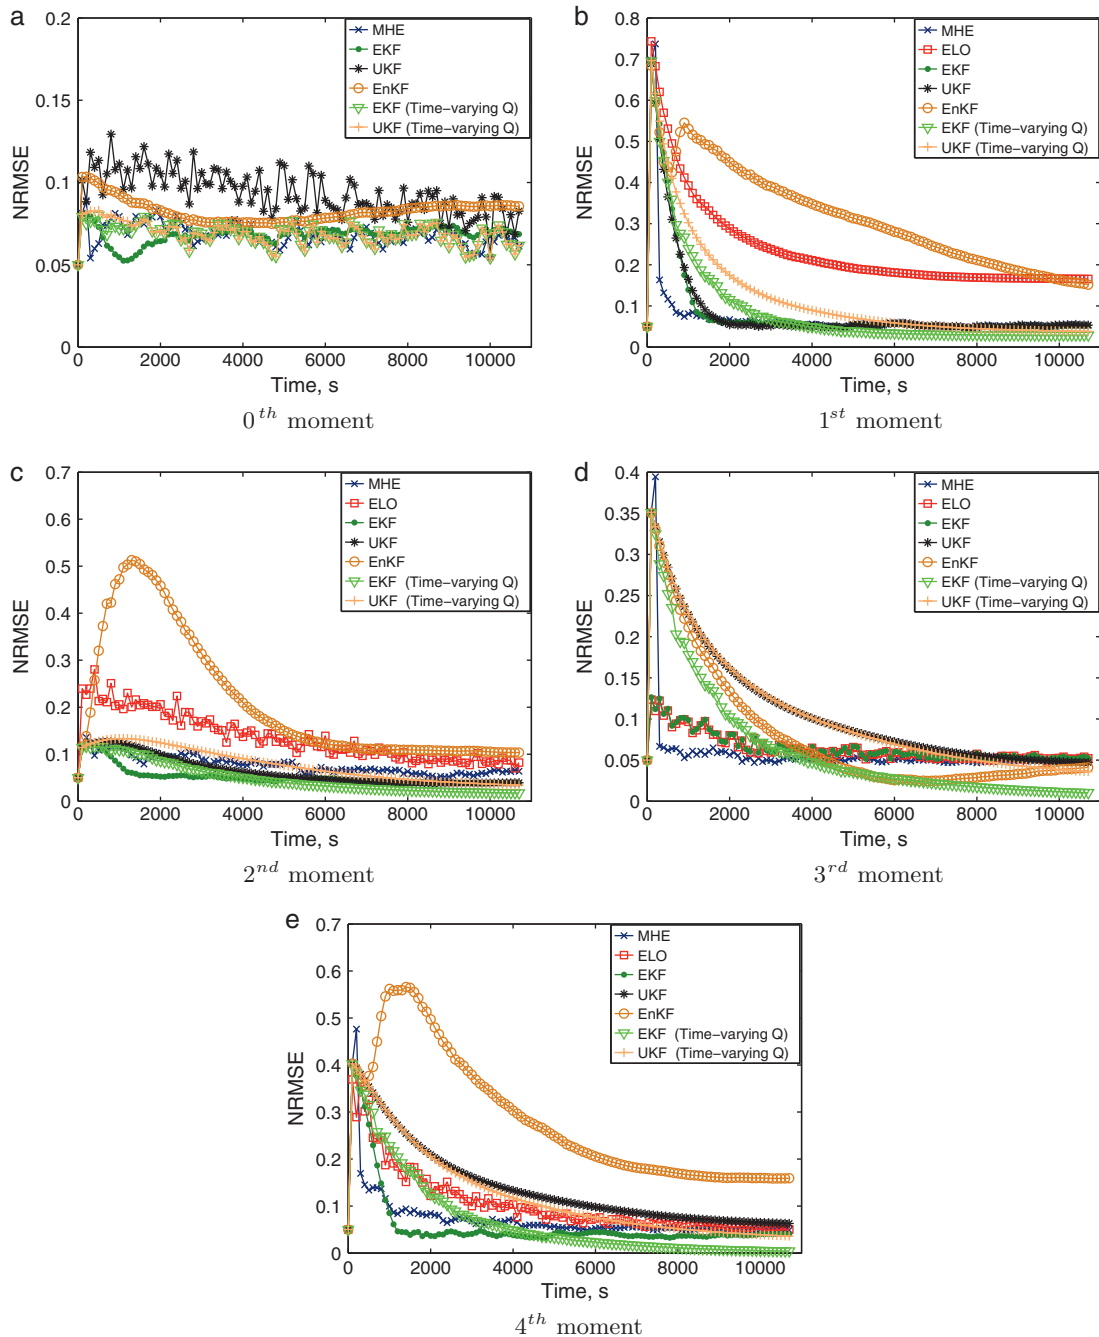 a
0.2
0.15
0.1
0.05
0
NRMSE
MHE
EKF
UKF
EnKF
EKF (Time-varying Q)
UKF (Time-varying Q)
0 2000 4000 6000 8000 10000
Time, s
0th moment
b
0.8
0.7
0.6
0.5
0.4
0.3
0.2
0.1
0
NRMSE
MHE
ELO
EKF
UKF
EnKF
EKF (Time-varying Q)
UKF (Time-varying Q)
0 2000 4000 6000 8000 10000
Time, s
1st moment
c
0.7
0.6
0.5
0.4
0.3
0.2
0.1
0
NRMSE
MHE
ELO
EKF
UKF
EnKF
EKF (Time-varying Q)
UKF (Time-varying Q)
0 2000 4000 6000 8000 10000
Time, s
2nd moment
d
0.4
0.35
0.3
0.25
0.2
0.15
0.1
0.05
0
NRMSE
MHE
ELO
EKF
UKF
EnKF
EKF (Time-varying Q)
UKF (Time-varying Q)
0 2000 4000 6000 8000 10000
Time, s
3rd moment
e
0.7
0.6
0.5
0.4
0.3
0.2
0.1
0
NRMSE
MHE
ELO
EKF
UKF
EnKF
EKF (Time-varying Q)
UKF (Time-varying Q)
0 2000 4000 6000 8000 10000
Time, s
4th moment